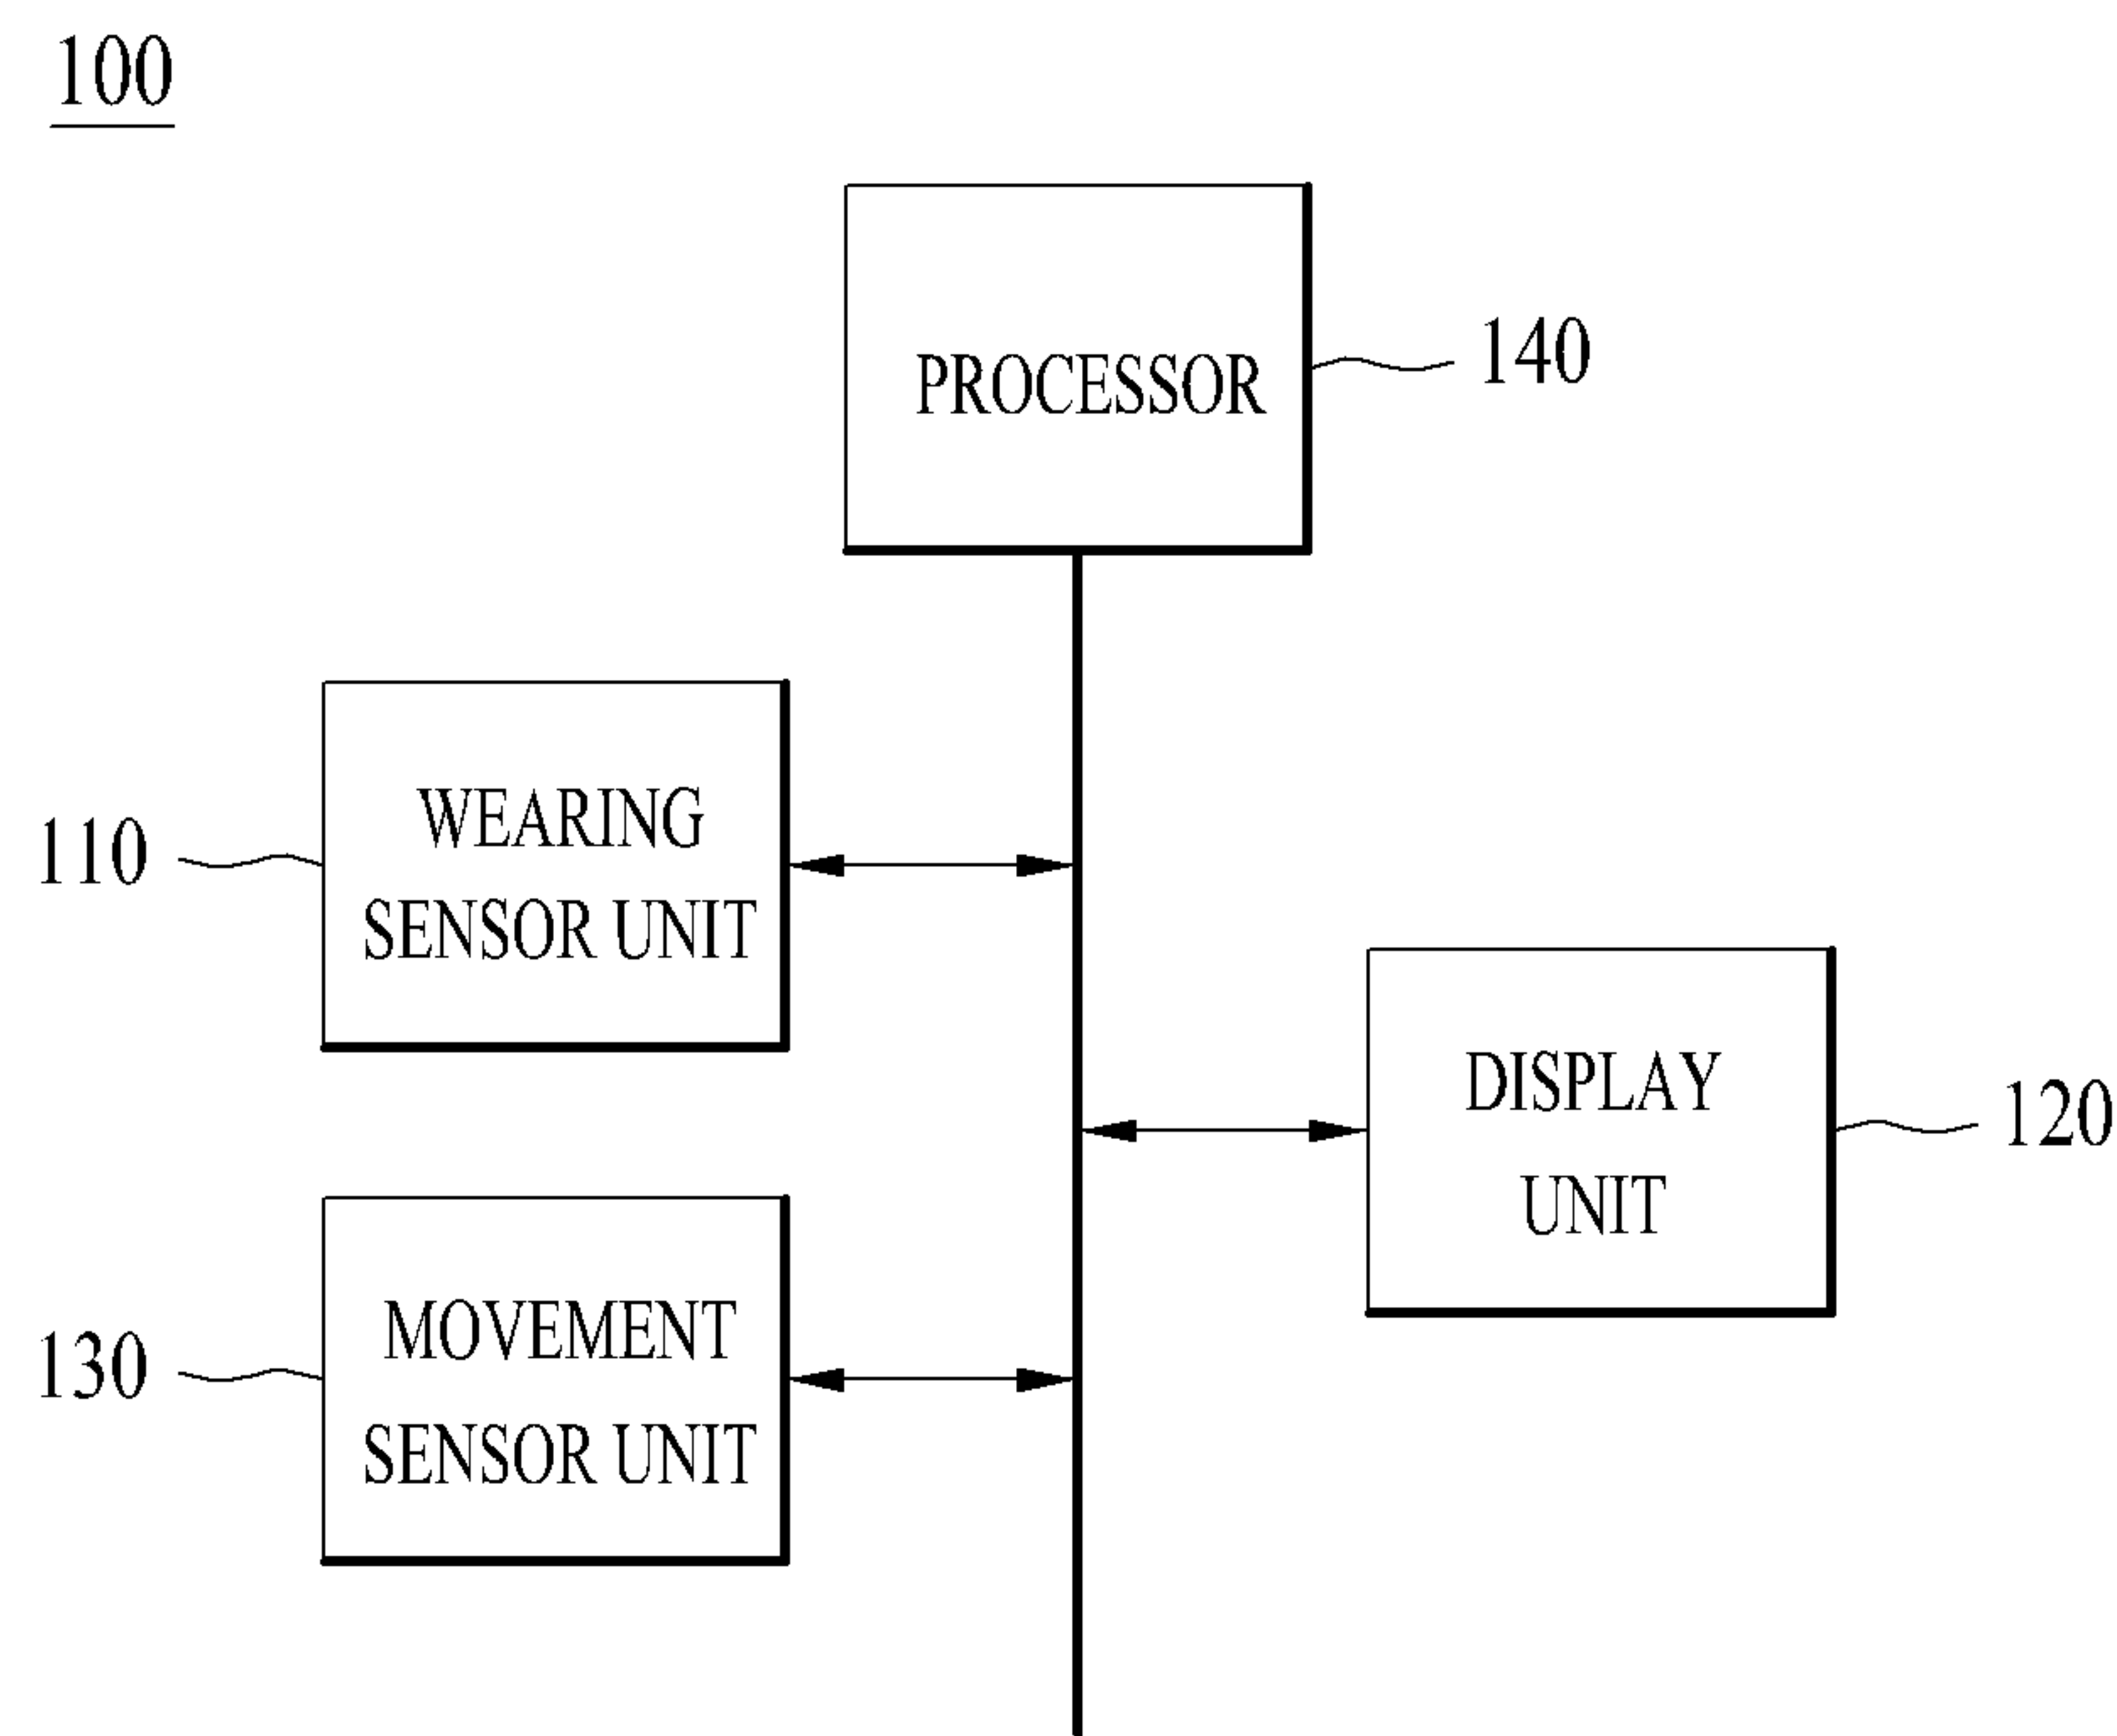 100
PROCESSOR
140
WEARING
SENSOR UNIT
110
DISPLAY
UNIT
120
MOVEMENT
SENSOR UNIT
130